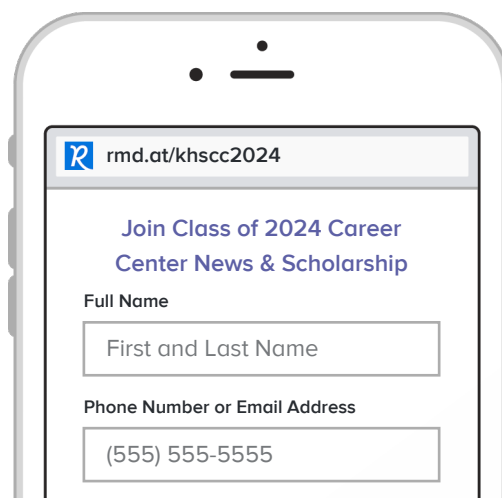 rmd.at/khscc2024
Join Class of 2024 Career
Center News & Scholarship
Full Name
First and Last Name
Phone Number or Email Address
(555) 555-5555